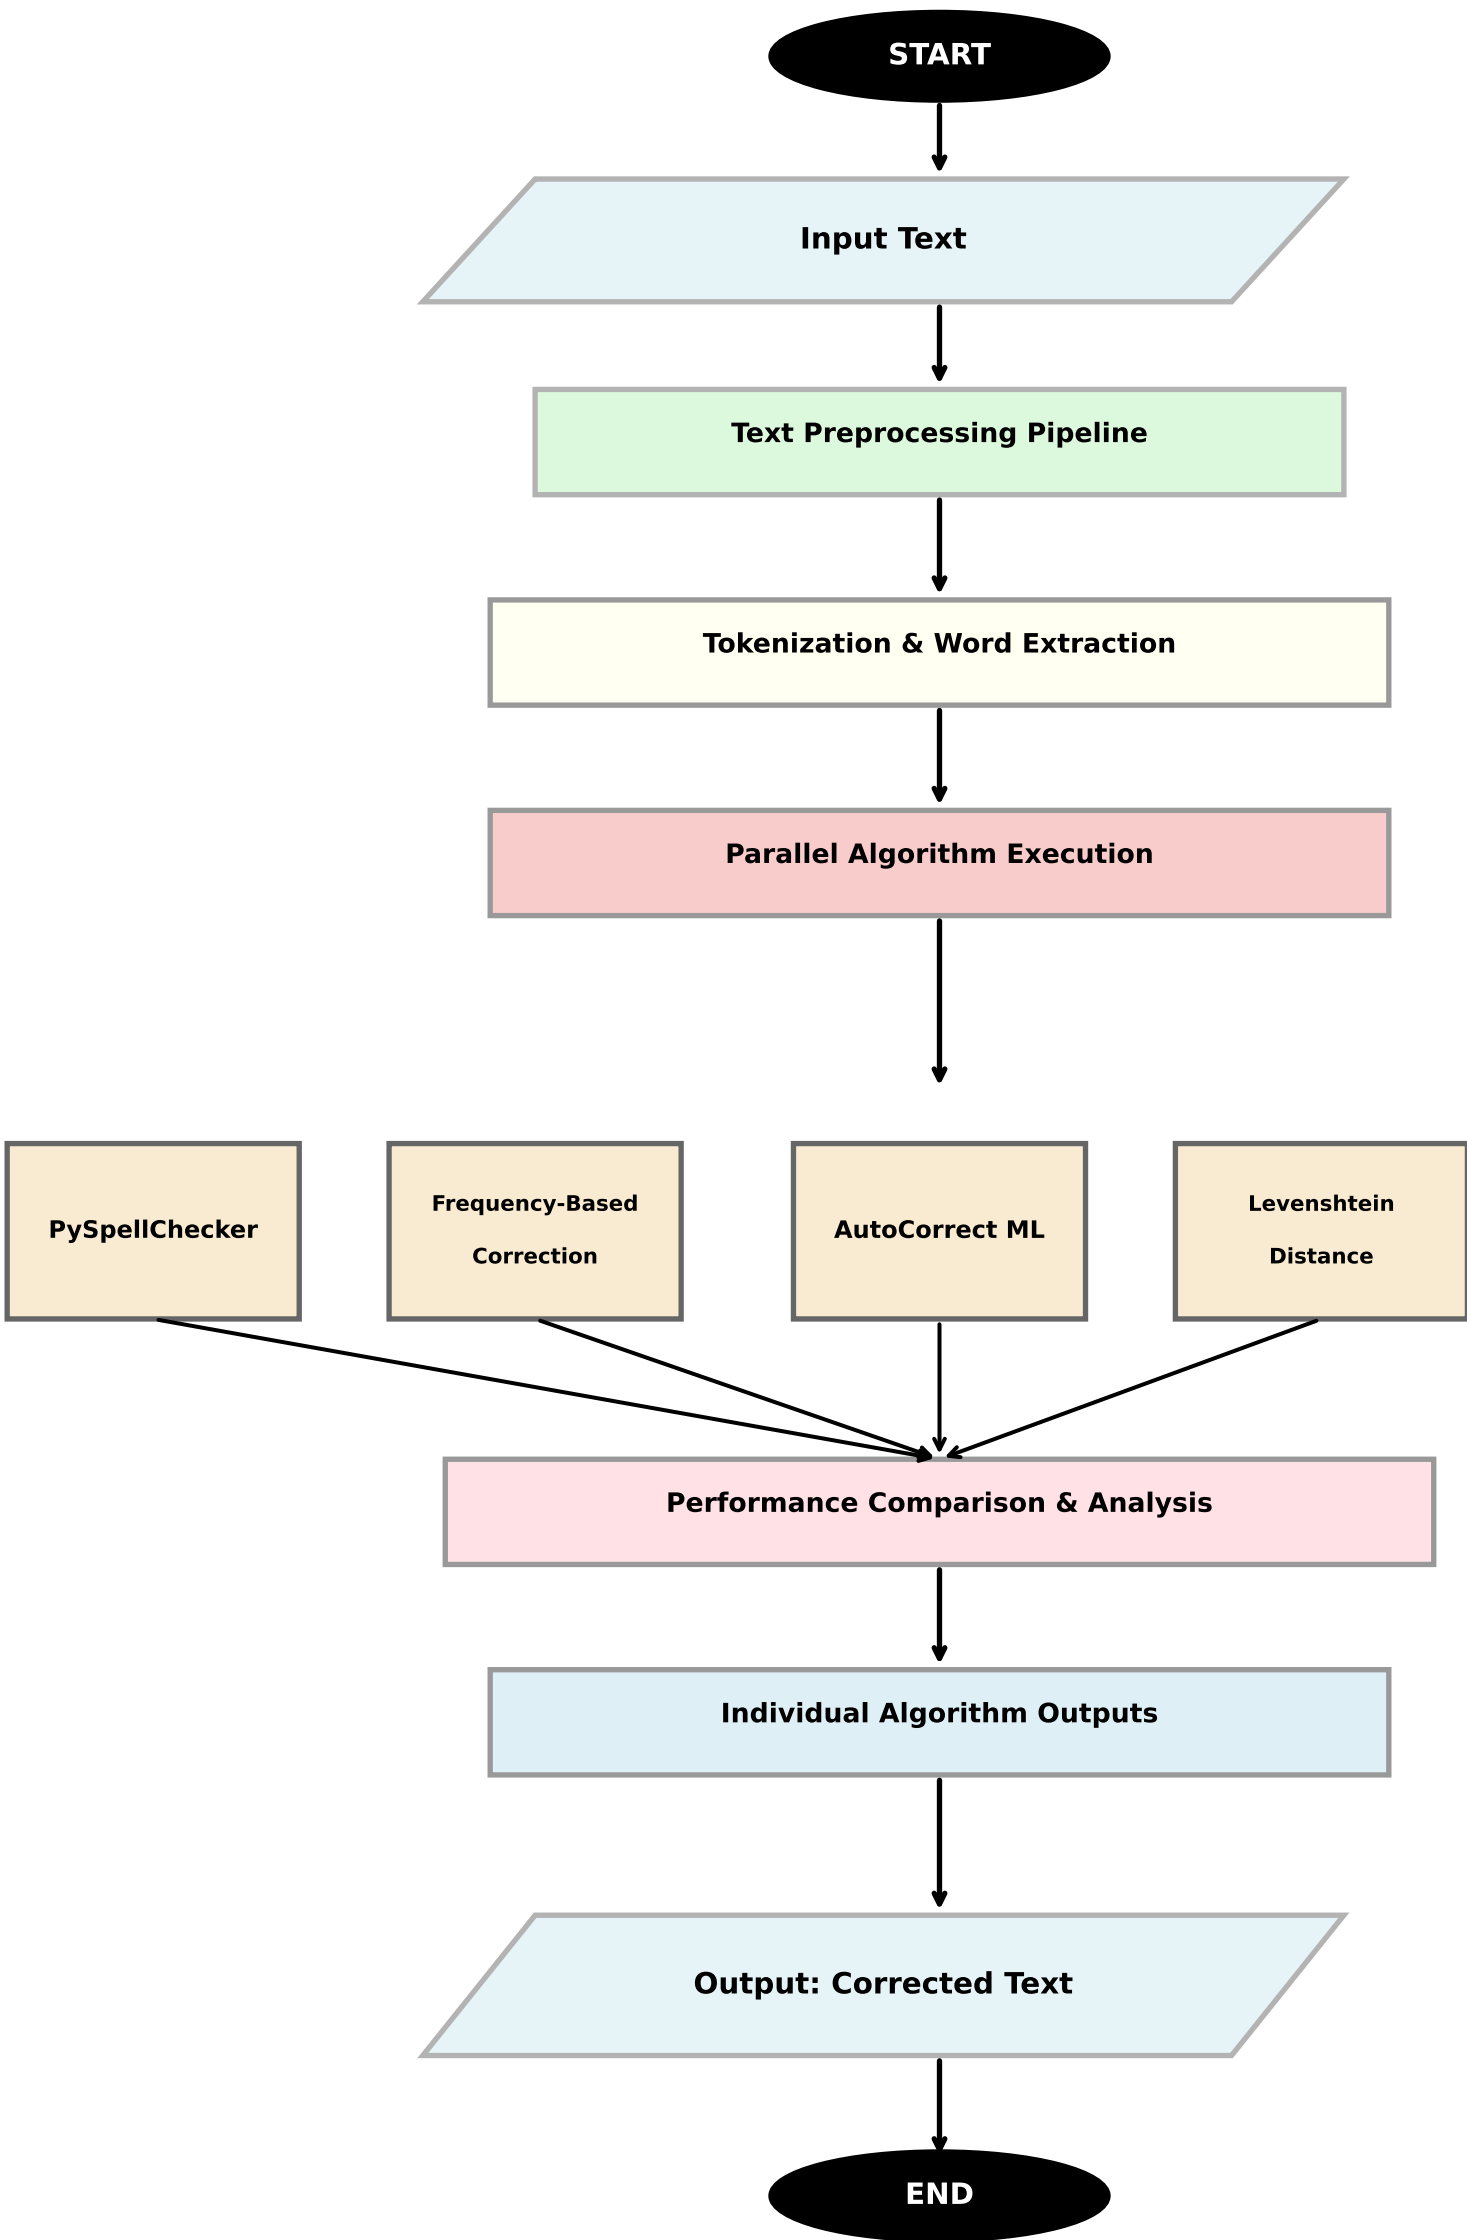 START
Input Text
Text Preprocessing Pipeline
Tokenization & Word Extraction
Parallel Algorithm Execution
PySpellChecker
Frequency-Based
Correction
AutoCorrect ML
Levenshtein
Distance
Performance Comparison & Analysis
Individual Algorithm Outputs
Output: Corrected Text
END